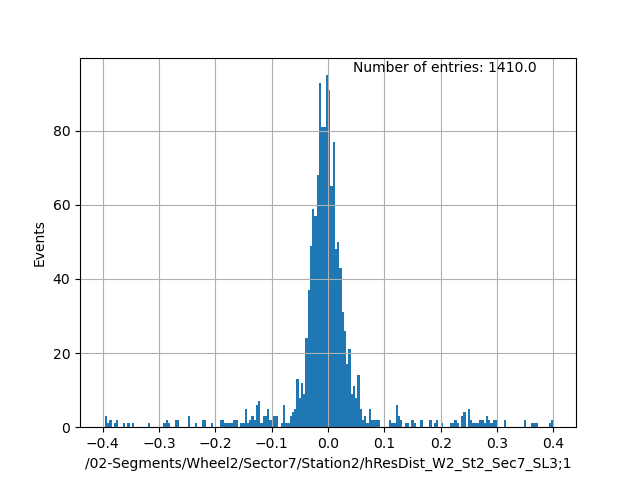 Number of entries: 1410.0
80
60
40
20
0
Events
−0.4 −0.3 −0.2 −0.1 0.0 0.1 0.2 0.3 0.4
/02-Segments/Wheel2/Sector7/Station2/hResDist_W2_St2_Sec7_SL3;1